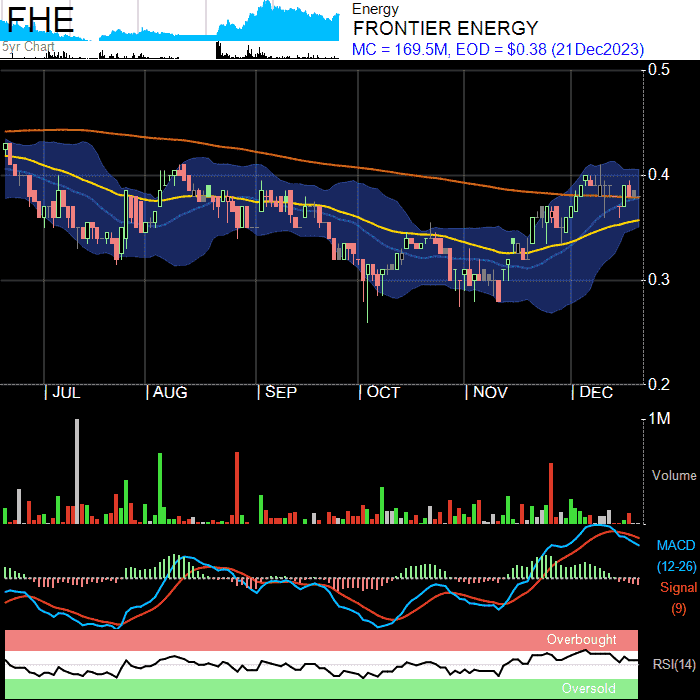 FHE
5yr Chart
Energy
FRONTIER ENERGY
MC = 169.5M, EOD = $0.38 (21Dec2023)
0.5
0.4
0.3
0.2
JUL AUG SEP OCT NOV DEC
1M
Volume
MACD
(12-26)
Signal
(9)
Overbought
RSI(14)
Oversold